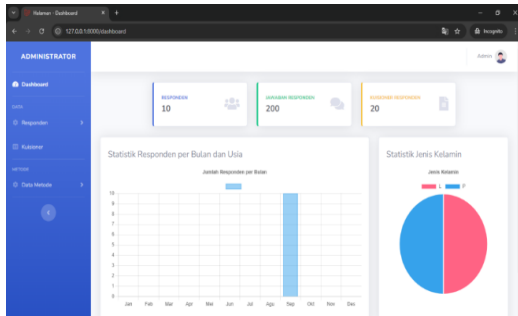 Halaman - Dashboard
127.0.0.1:8000/dashboard
Incognito
ADMINISTRATOR
Admin
Dashboard
DATA
Responden
Kuisioner
METODE
Data Metode
RESPONDEN
10
JAWABAN RESPONDEN
200
KUISIONER RESPONDEN
20
Statistik Responden per Bulan dan Usia
Jumlah Responden per Bulan
10
9
8
7
6
5
4
3
2
1
0
Jan Feb Mar Apr Mei Jun Jul Ags Sep Okt Nov Des
Statistik Jenis Kelamin
Jenis Kelamin
L P